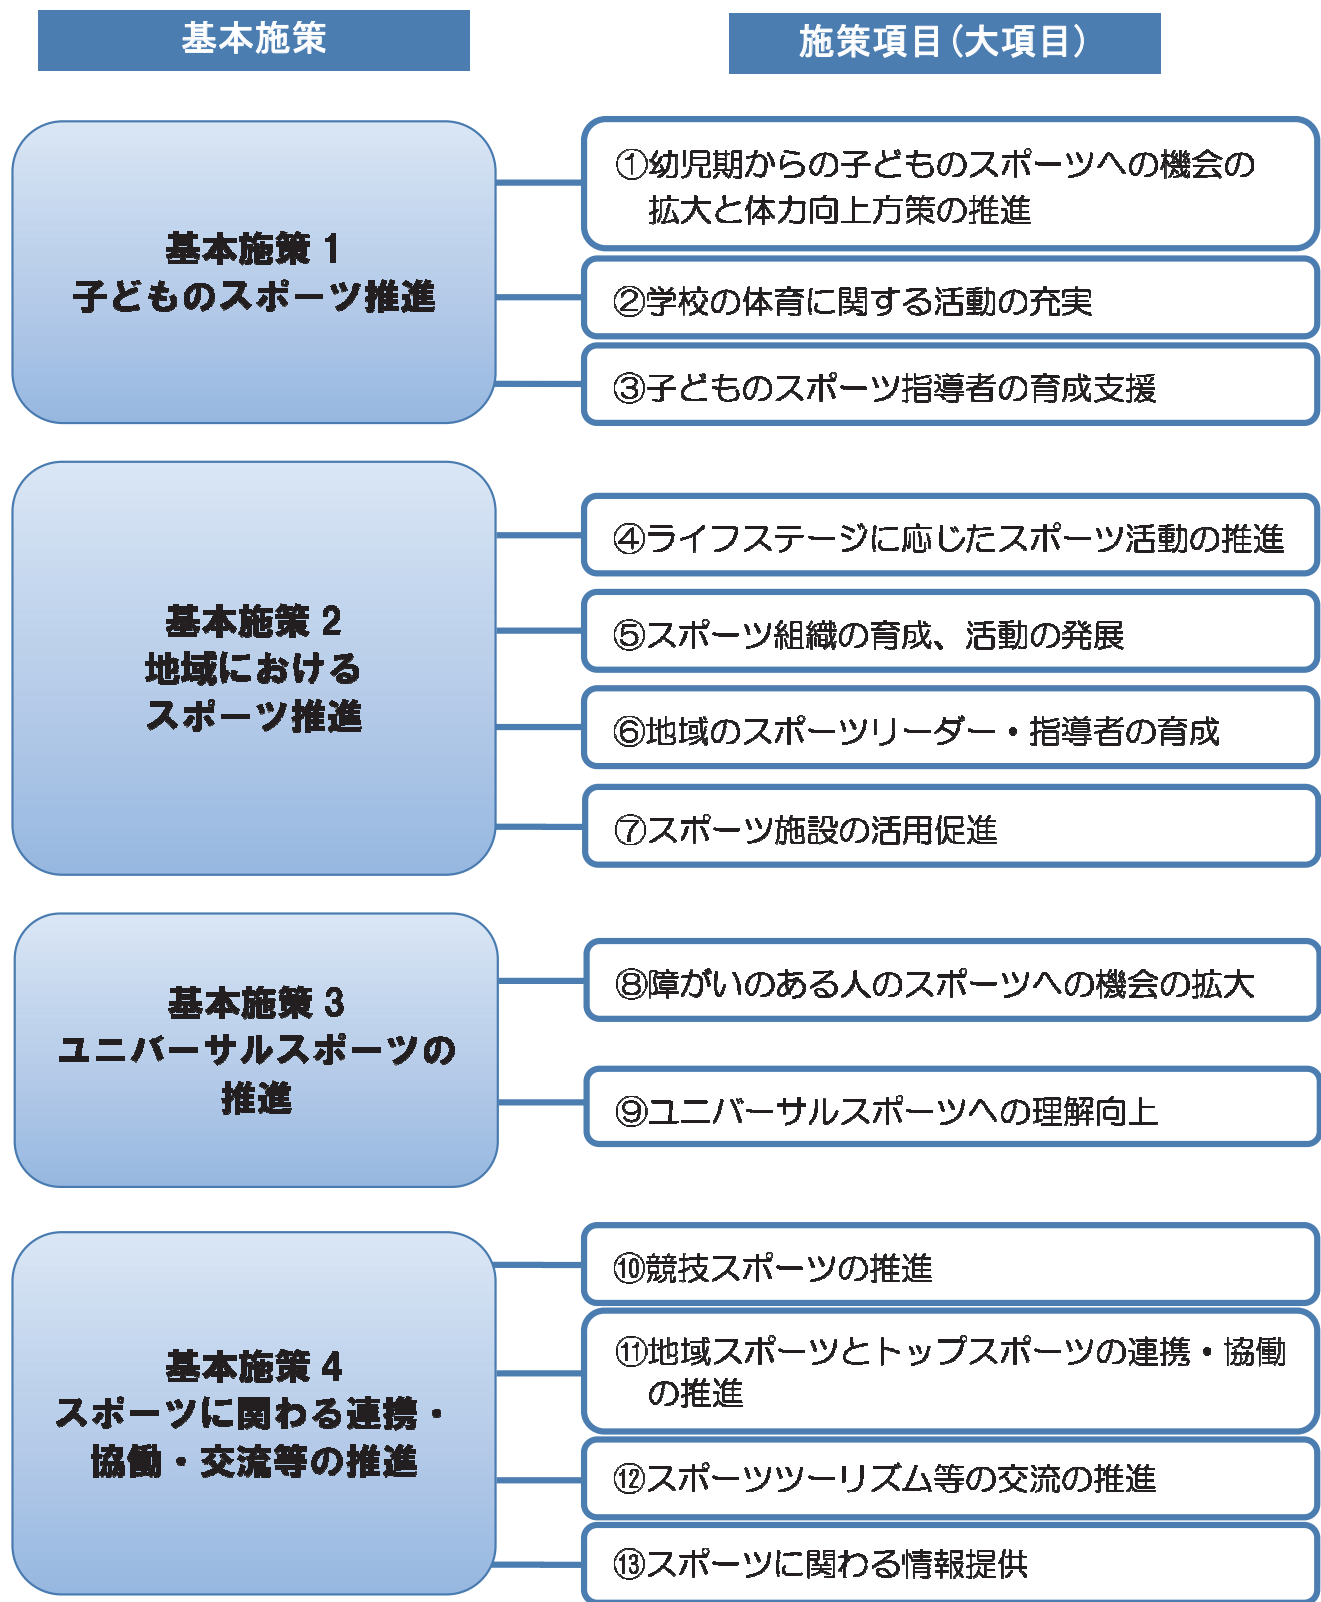 基本施策
施策項目(大項目)
基本施策 1
子どものスポーツ推進
①幼児期からの子どものスポーツへの機会の
拡大と体力向上方策の推進
②学校の体育に関する活動の充実
③子どものスポーツ指導者の育成支援
基本施策 2
地域における
スポーツ推進
④ライフステージに応じたスポーツ活動の推進
⑤スポーツ組織の育成、活動の発展
⑥地域のスポーツリーダー・指導者の育成
⑦スポーツ施設の活用促進
基本施策 3
ユニバーサルスポーツの
推進
⑧障がいのある人のスポーツへの機会の拡大
⑨ユニバーサルスポーツへの理解向上
基本施策 4
スポーツに関わる連携・
協働・交流等の推進
⑩競技スポーツの推進
⑪地域スポーツとトップスポーツの連携・協働
の推進
⑫スポーツツーリズム等の交流の推進
⑬スポーツに関わる情報提供